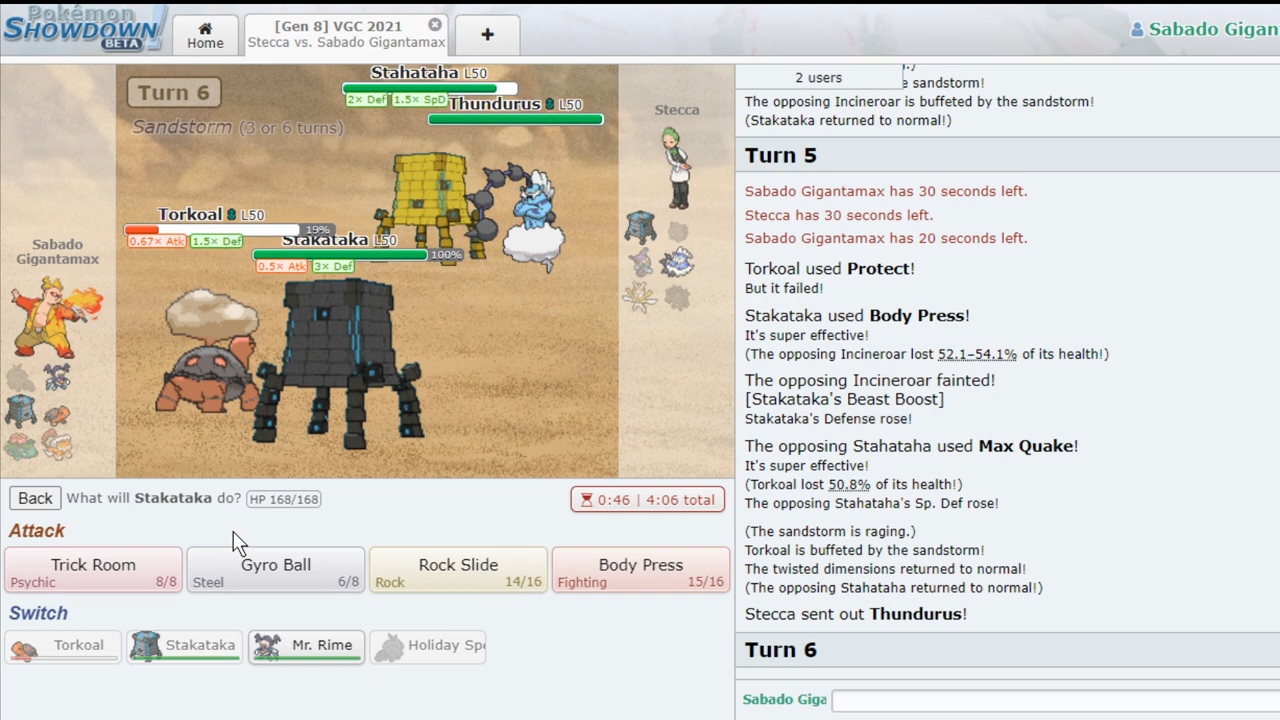 Pokémon
SHOWDOWN
BETA
Home
[Gen 8] VGC 2021
Stecca vs. Sabado Gigantamax
+
Sabado Gigan
Turn 6
Sandstorm (3 or 6 turns)
Stahataha L50
2× Def 1.5× SpD
Thundurus L50
Torkoal L50
19%
0.67× Atk 1.5× Def
Stakataka L50
100%
0.5× Atk 3× Def
Stecca
Sabado
Gigantamax
Back What will Stakataka do? HP 168/168
0:46 | 4:06 total
Attack
Trick Room
Psychic 8/8
Gyro Ball
Steel 6/8
Rock Slide
Rock 14/16
Body Press
Fighting 15/16
Switch
Torkoal
Stakataka
Mr. Rime
Holiday Spe
2 users
e sandstorm!
The opposing Incineroar is buffeted by the sandstorm!
(Stakataka returned to normal!)
Turn 5
Sabado Gigantamax has 30 seconds left.
Stecca has 30 seconds left.
Sabado Gigantamax has 20 seconds left.
Torkoal used Protect!
But it failed!
Stakataka used Body Press!
It's super effective!
(The opposing Incineroar lost 52.1–54.1% of its health!)
The opposing Incineroar fainted!
[Stakataka's Beast Boost]
Stakataka's Defense rose!
The opposing Stahataha used Max Quake!
It's super effective!
(Torkoal lost 50.8% of its health!)
The opposing Stahataha's Sp. Def rose!
(The sandstorm is raging.)
Torkoal is buffeted by the sandstorm!
The twisted dimensions returned to normal!
(The opposing Stahataha returned to normal!)
Stecca sent out Thundurus!
Turn 6
Sabado Giga